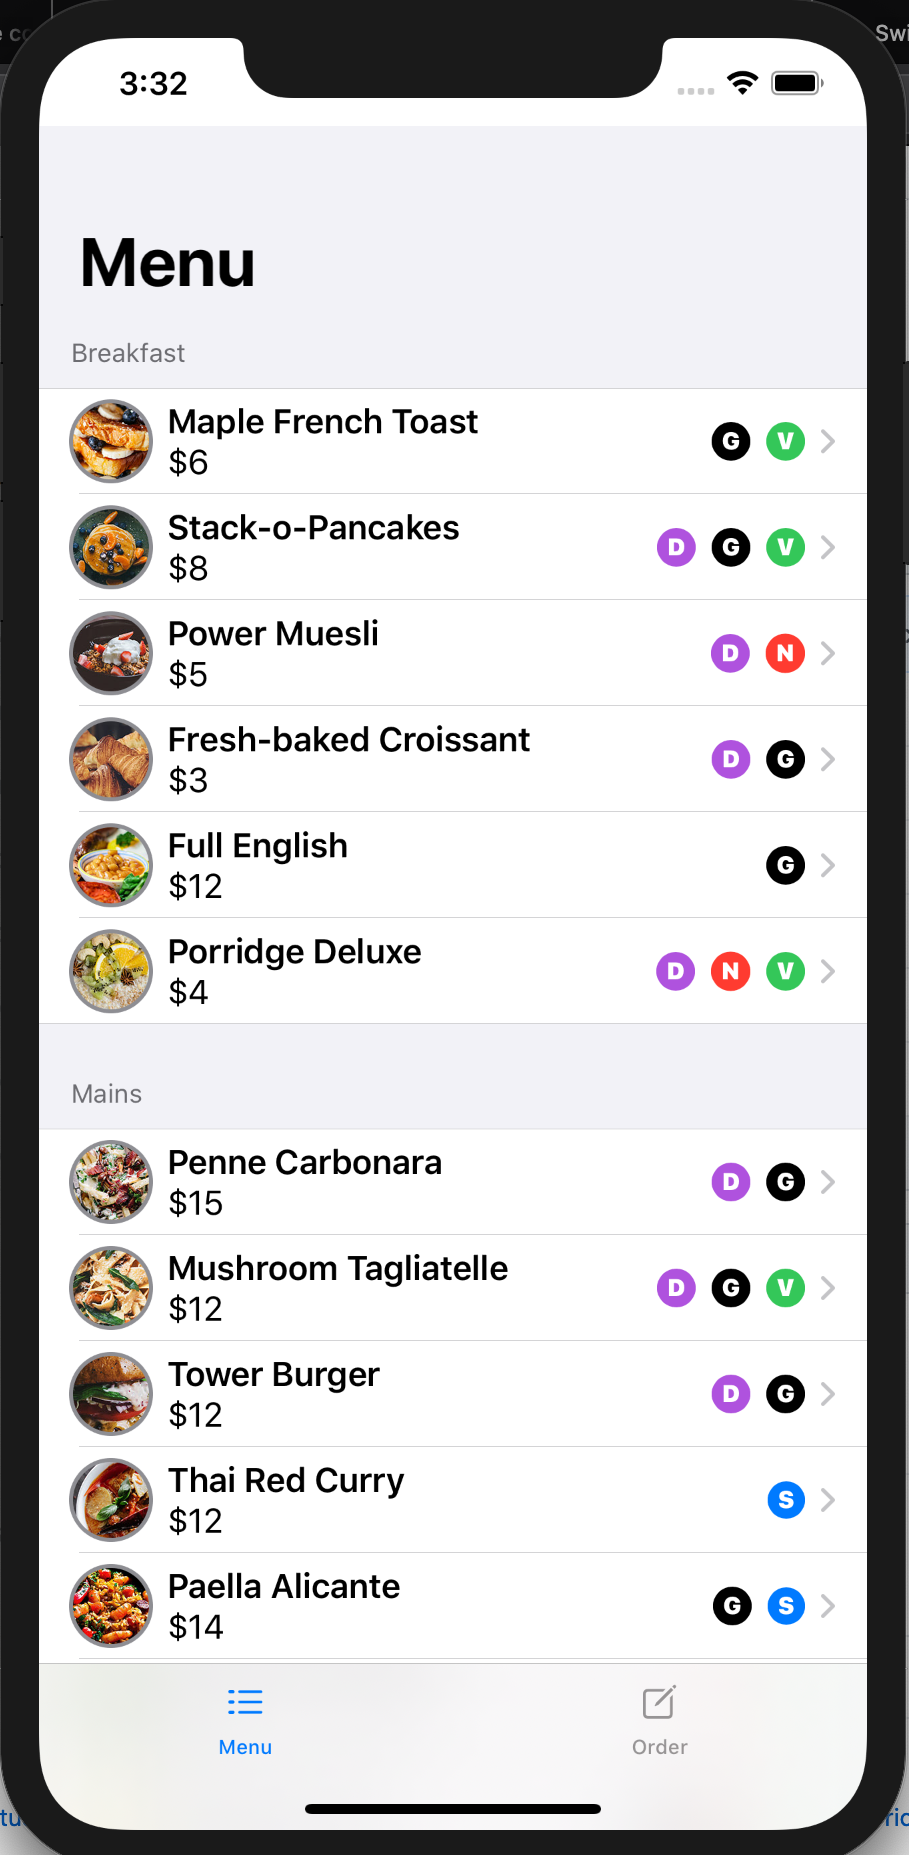 Swi
3:32
Menu
Breakfast
Maple French Toast
$6
G V
Stack-o-Pancakes
$8
D G V
Power Muesli
$5
D N
Fresh-baked Croissant
$3
D G
Full English
$12
G
Porridge Deluxe
$4
D N V
Mains
Penne Carbonara
$15
D G
Mushroom Tagliatelle
$12
D G V
Tower Burger
$12
D G
Thai Red Curry
$12
S
Paella Alicante
$14
G S
Menu
Order